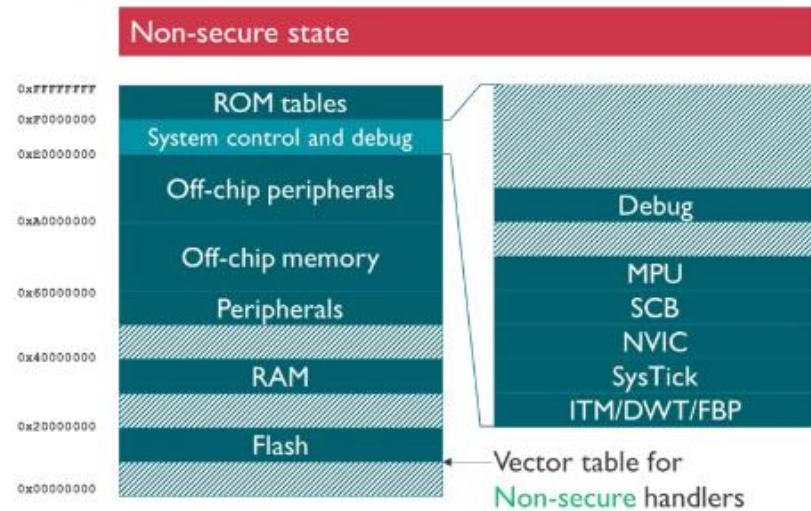 Non-secure state
0xFFFFFFFF
ROM tables
0xF0000000
System control and debug
0xE0000000
Off-chip peripherals
0xA0000000
Off-chip memory
0x60000000
Peripherals
0x40000000
RAM
0x20000000
Flash
0x00000000
Debug
MPU
SCB
NVIC
SysTick
ITM/DWT/FBP
Vector table for
Non-secure handlers